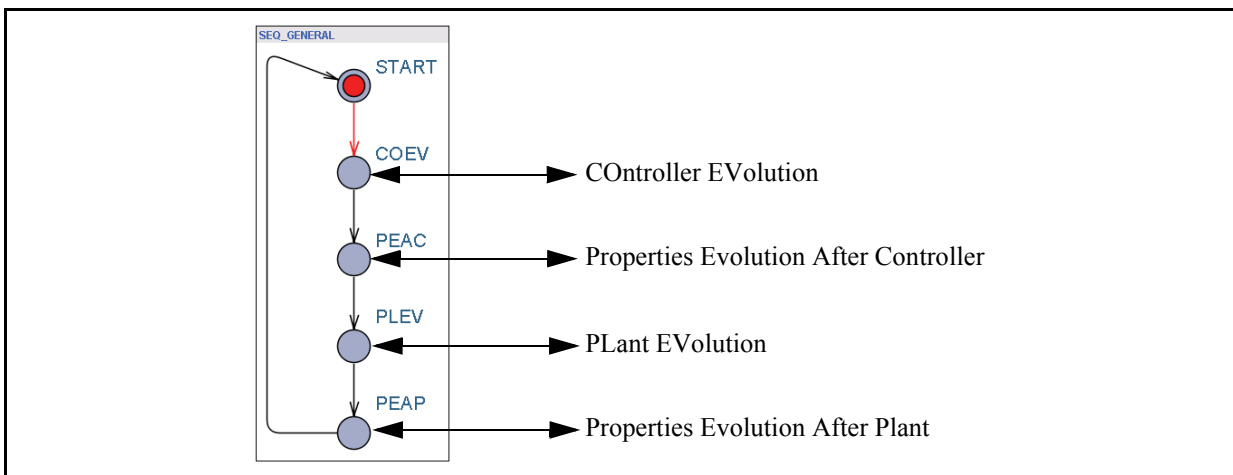 SEQ_GENERAL
START
COEV
COntroller EVolution
PEAC
Properties Evolution After Controller
PLEV
PLant EVolution
PEAP
Properties Evolution After Plant